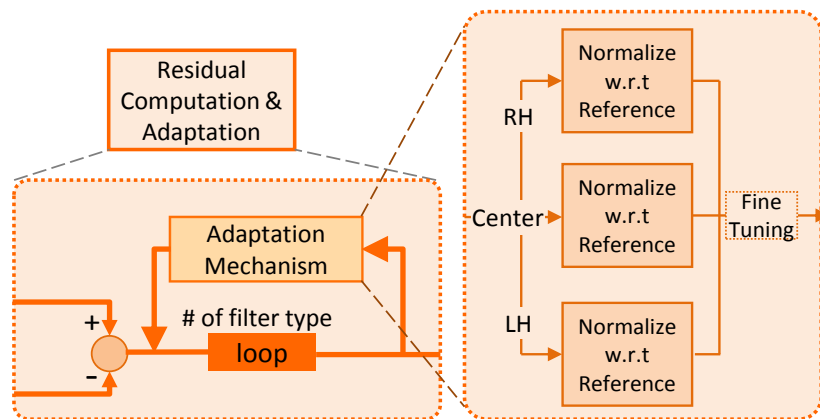 Residual
Computation &
Adaptation
+
-
Adaptation
Mechanism
# of filter type
loop
RH
Center
LH
Normalize
w.r.t
Reference
Normalize
w.r.t
Reference
Normalize
w.r.t
Reference
Fine
Tuning